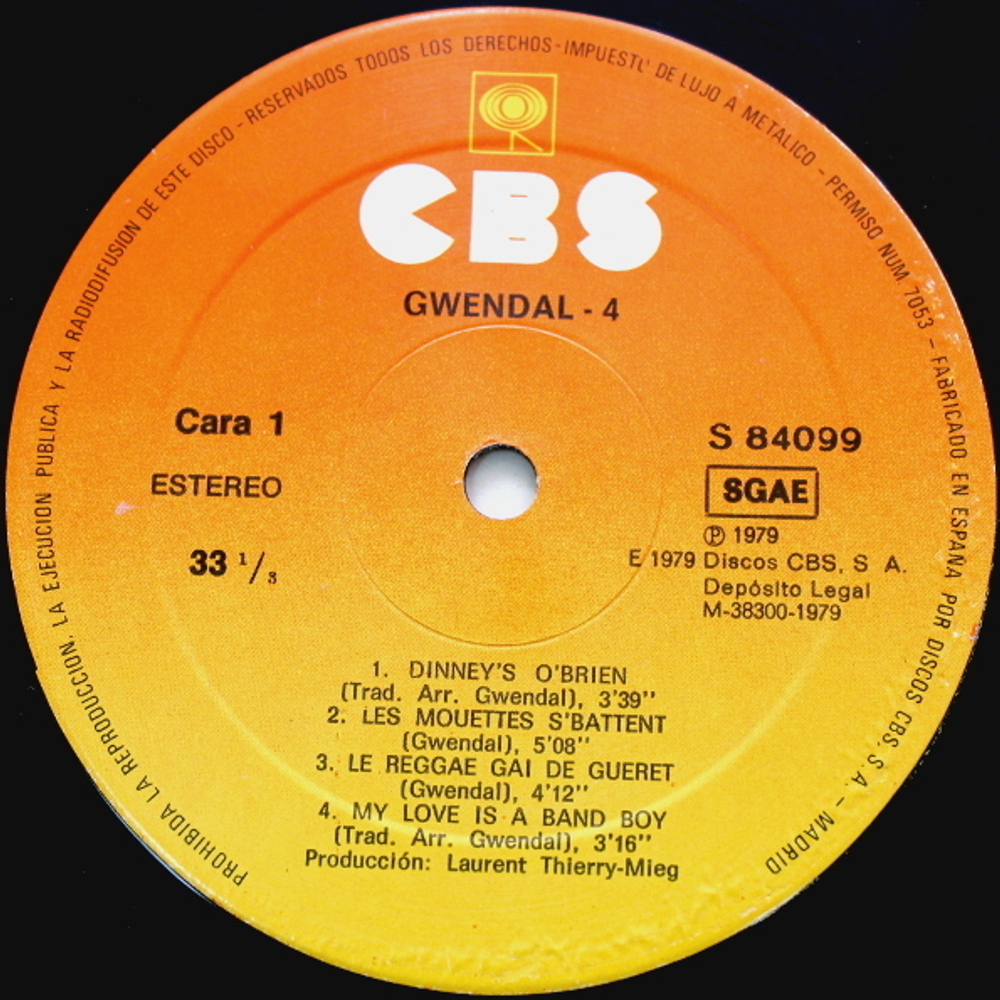 PROHIBIDA LA REPRODUCCION, LA EJECUCION PUBLICA Y LA RADIODIFUSION DE ESTE DISCO - RESERVADOS TODOS LOS DERECHOS - IMPUESTO DE LUJO A METALICO - PERMISO NUM. 7053 - FABRICADO EN ESPAÑA POR DISCOS CBS, S. A. - MADRID
CBS
GWENDAL - 4
Cara 1
ESTEREO
33 1/3
S 84099
SGAE
Ⓟ 1979
E 1979 Discos CBS, S A.
Depósito Legal
M-38300-1979
1. DINNEY'S O'BRIEN
(Trad. Arr. Gwendal), 3'39''
2. LES MOUETTES S'BATTENT
(Gwendal), 5'08''
3. LE REGGAE GAI DE GUERET
(Gwendal), 4'12''
4. MY LOVE IS A BAND BOY
(Trad. Arr. Gwendal), 3'16''
Producción: Laurent Thierry-Mieg